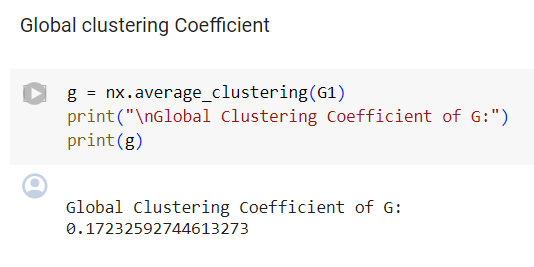 Global clustering Coefficient
g = nx.average_clustering(G1)
print("\nGlobal Clustering Coefficient of G:")
print(g)
Global Clustering Coefficient of G:
0.17232592744613273